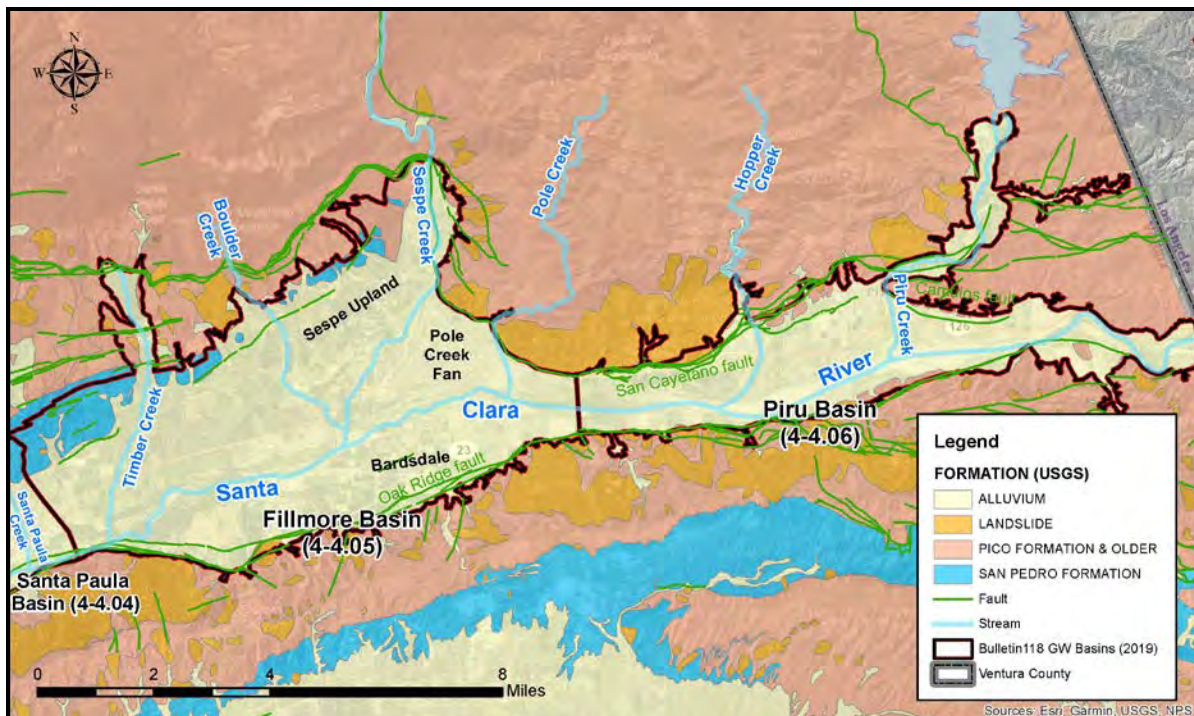 N
W E
S
Sespe Creek
Pole Creek
Hopper
Creek
Boulder
Creek
Los Angeles
Sespe Upland
Piru Creek
Camulos fault
126
Pole
Creek
Fan
San Cayetano fault
River
Clara
Piru Basin
(4-4.06)
Timber Creek
Bardsdale
23
Oak Ridge fault
Santa
Santa Paula
Creek
Fillmore Basin
(4-4.05)
Santa Paula
Basin (4-4.04)
0 2 4 8
Miles
Legend
FORMATION (USGS)
ALLUVIUM
LANDSLIDE
PICO FORMATION & OLDER
SAN PEDRO FORMATION
Fault
Stream
Bulletin118 GW Basins (2019)
Ventura County
Sources: Esri, Garmin, USGS, NPS